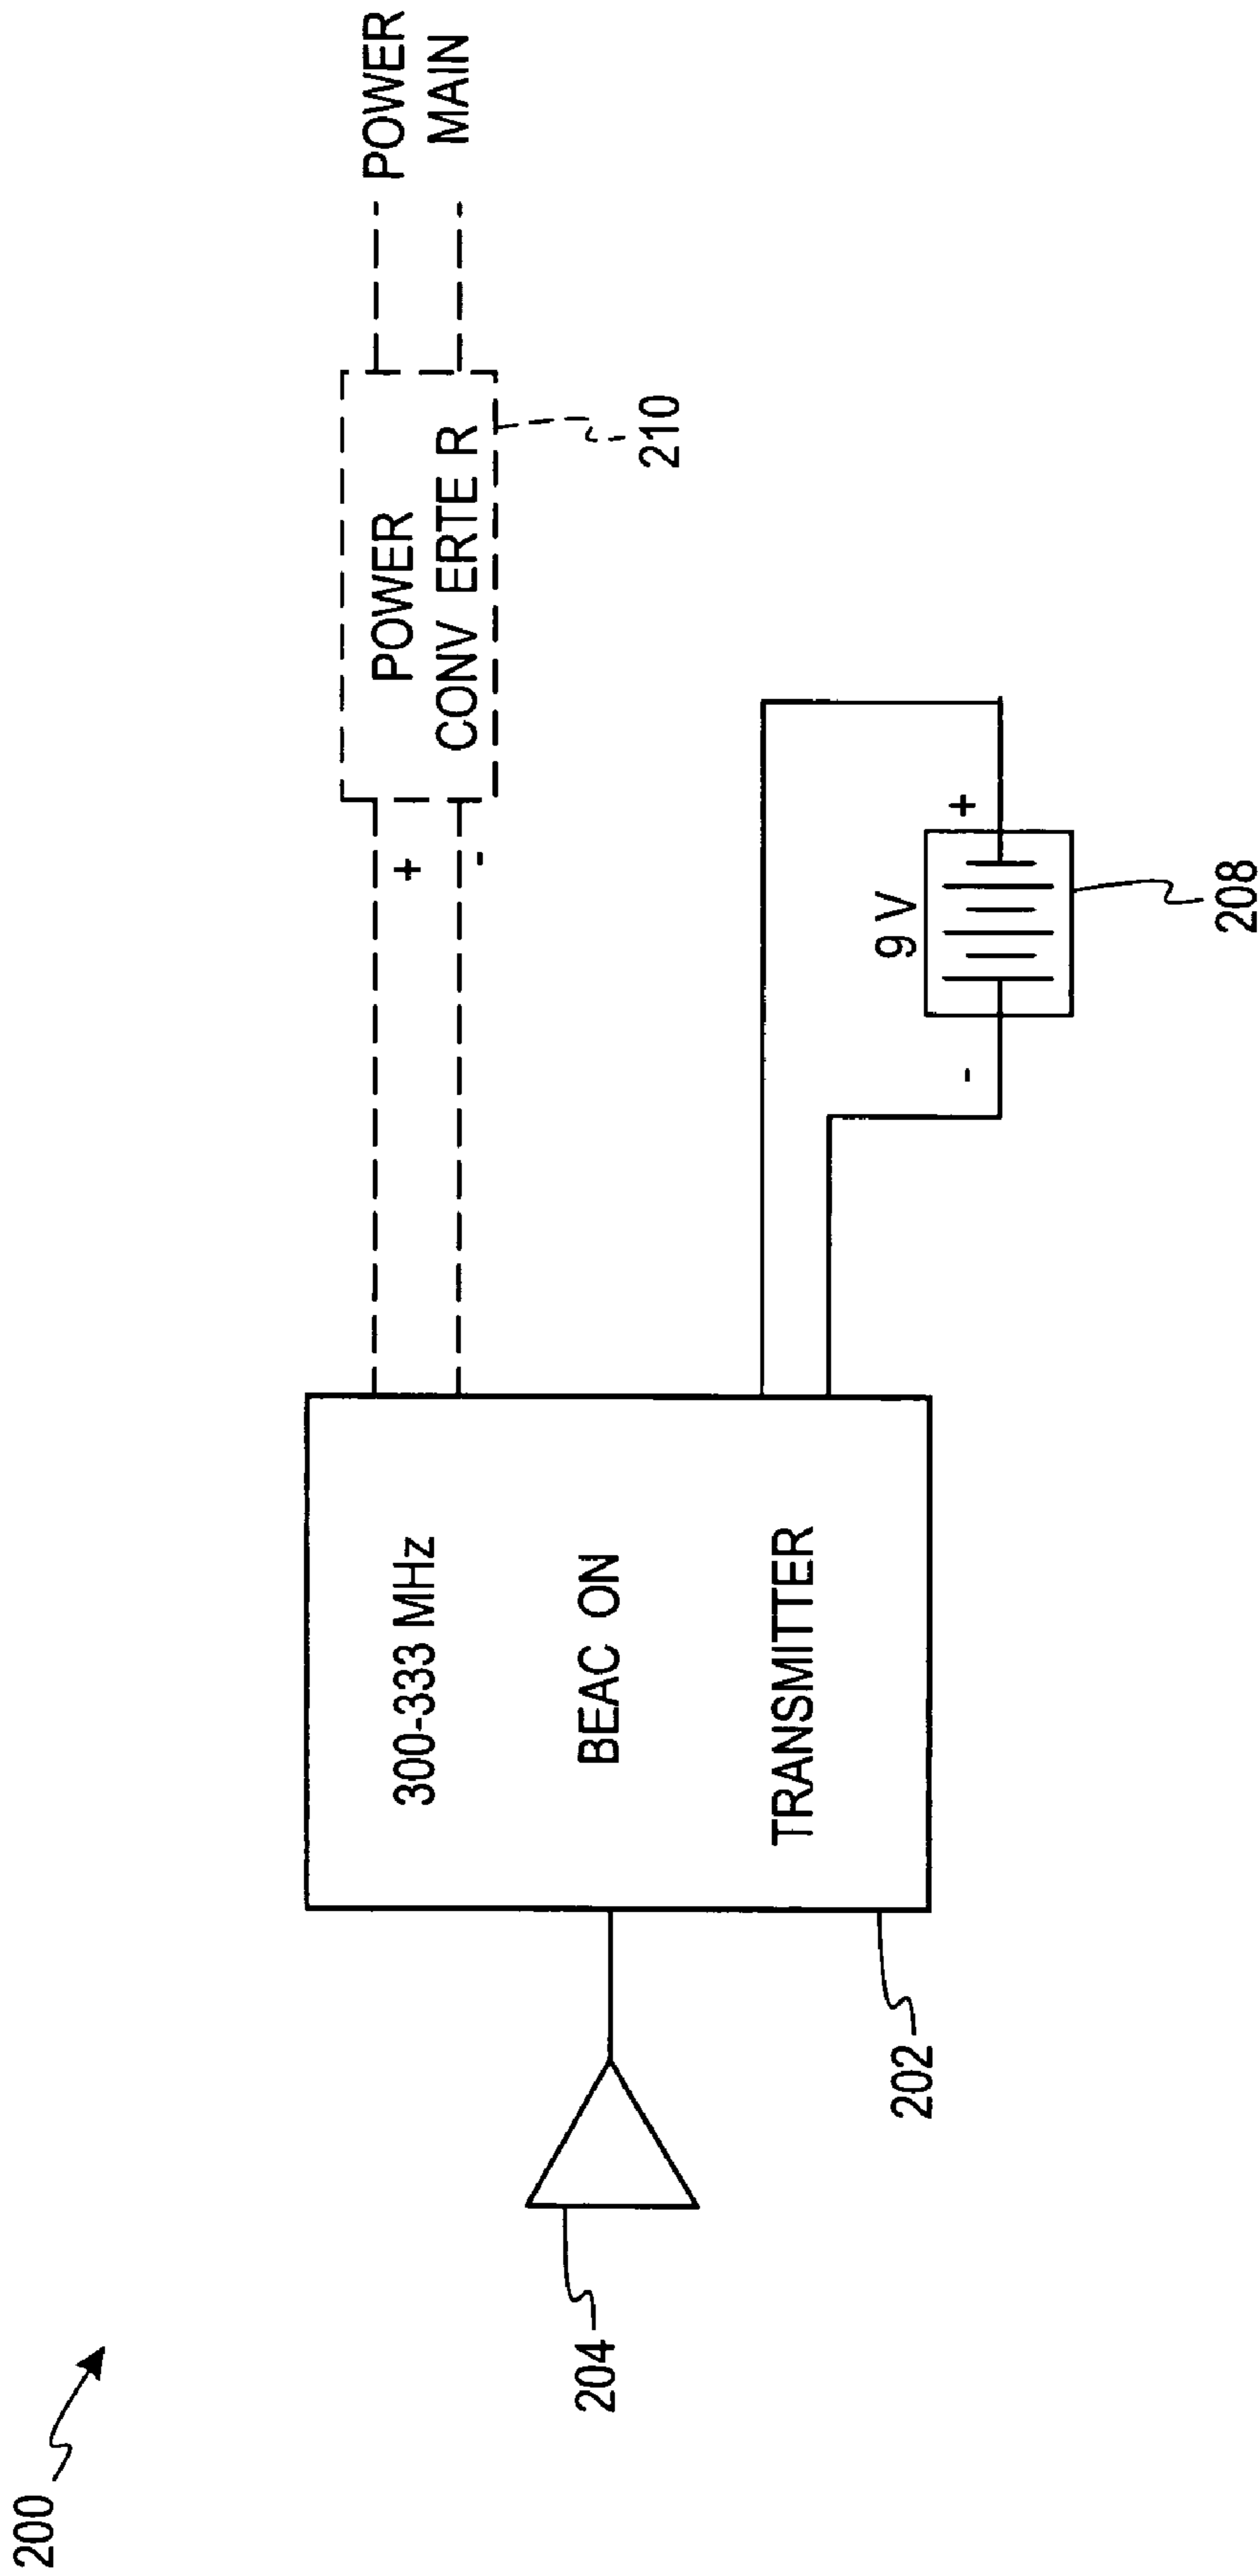 200
204
202
300-333 MHz
BEAC ON
TRANSMITTER
+
-
POWER
CONV ERTE R
210
POWER
MAIN
9 V
-
+
208